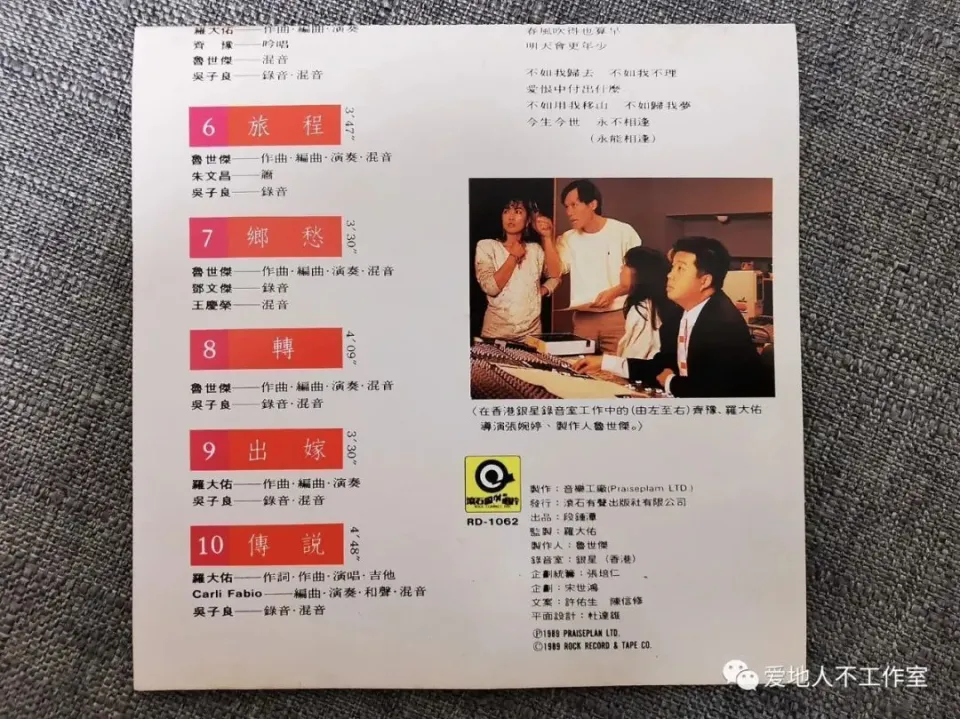 羅大佑——作曲·編曲·演奏
齊豫——吟唱
魯世傑——混音
吳子良——錄音·混音
6 旅程 3'47"
魯世傑——作曲·編曲·演奏·混音
朱文昌——簫
吳子良——錄音
7 鄉愁 3'30"
魯世傑——作曲·編曲·演奏·混音
鄧文傑——錄音
王慶榮——混音
8 轉 4'09"
魯世傑——作曲·編曲·演奏·混音
吳子良——錄音·混音
9 出嫁 3'30"
羅大佑——作曲·編曲·演奏
吳子良——錄音·混音
10 傳説 4'48"
羅大佑——作詞·作曲·演唱·吉他
Carli Fabio——編曲·演奏·和聲·混音
吳子良——錄音·混音
春風吹得也算早
明天會更年少
不如我歸去 不如我不理
愛恨中付出什麼
不如用我移山 不如歸我夢
今生今世 永不相逢
(永能相逢)
〈在香港銀星錄音室工作中的(由左至右)齊豫、羅大佑
導演張婉婷、製作人魯世傑。〉
滾石唱片
ROCK RECORDS
RD-1062
製作：音樂工廠(Praiseplam LTD.)
發行：滾石有聲出版社有限公司
出品：段鍾潭
監製：羅大佑
製作人：魯世傑
錄音室：銀星（香港）
企劃統籌：張培仁
企劃：宋世鴻
文案：許佑生 陳信修
平面設計：杜達雄
Ⓟ1989 PRAISEPLAN LTD.
©1989 ROCK RECORD & TAPE CO.
爱地人不工作室